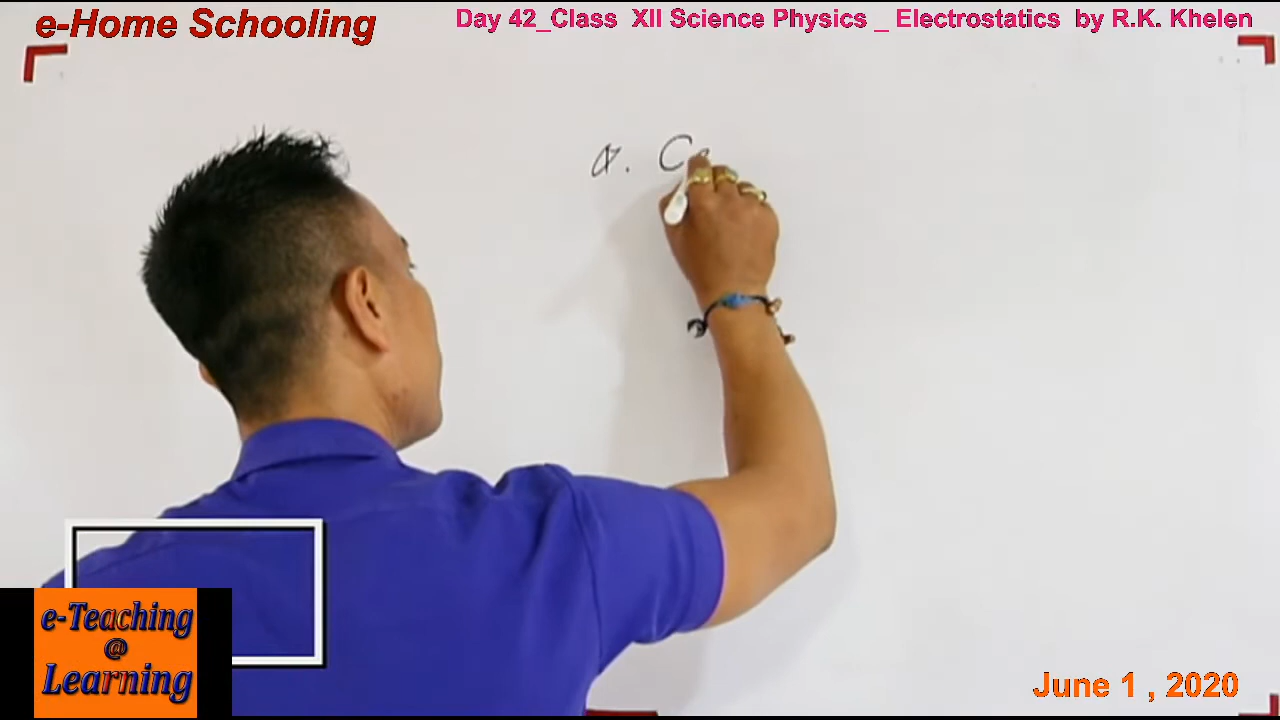 e-Home Schooling
Day 42_Class XII Science Physics _ Electrostatics by R.K. Khelen
e-Teaching
@
Learning
June 1 , 2020